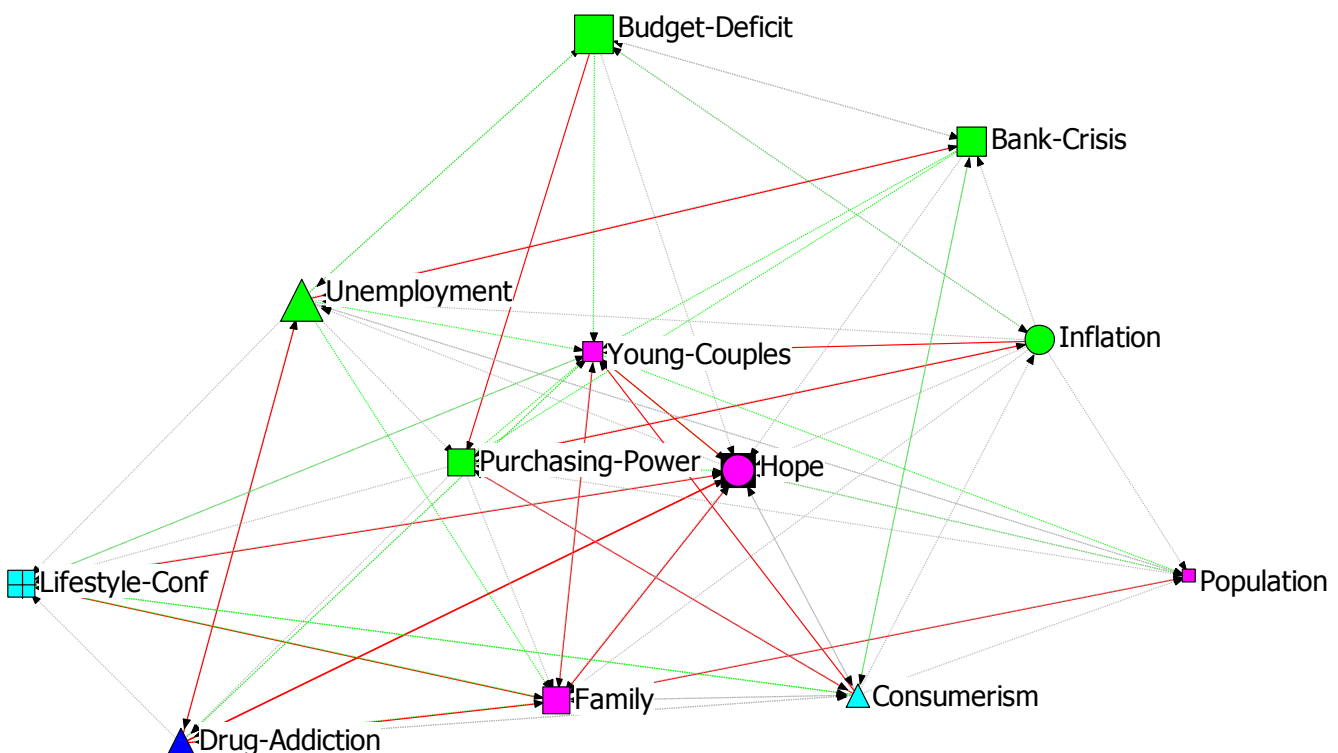 Budget-Deficit
Bank-Crisis
Unemployment
Inflation
Young-Couples
Purchasing-Power
Hope
Lifestyle-Conf
Population
Family
Consumerism
Drug-Addiction